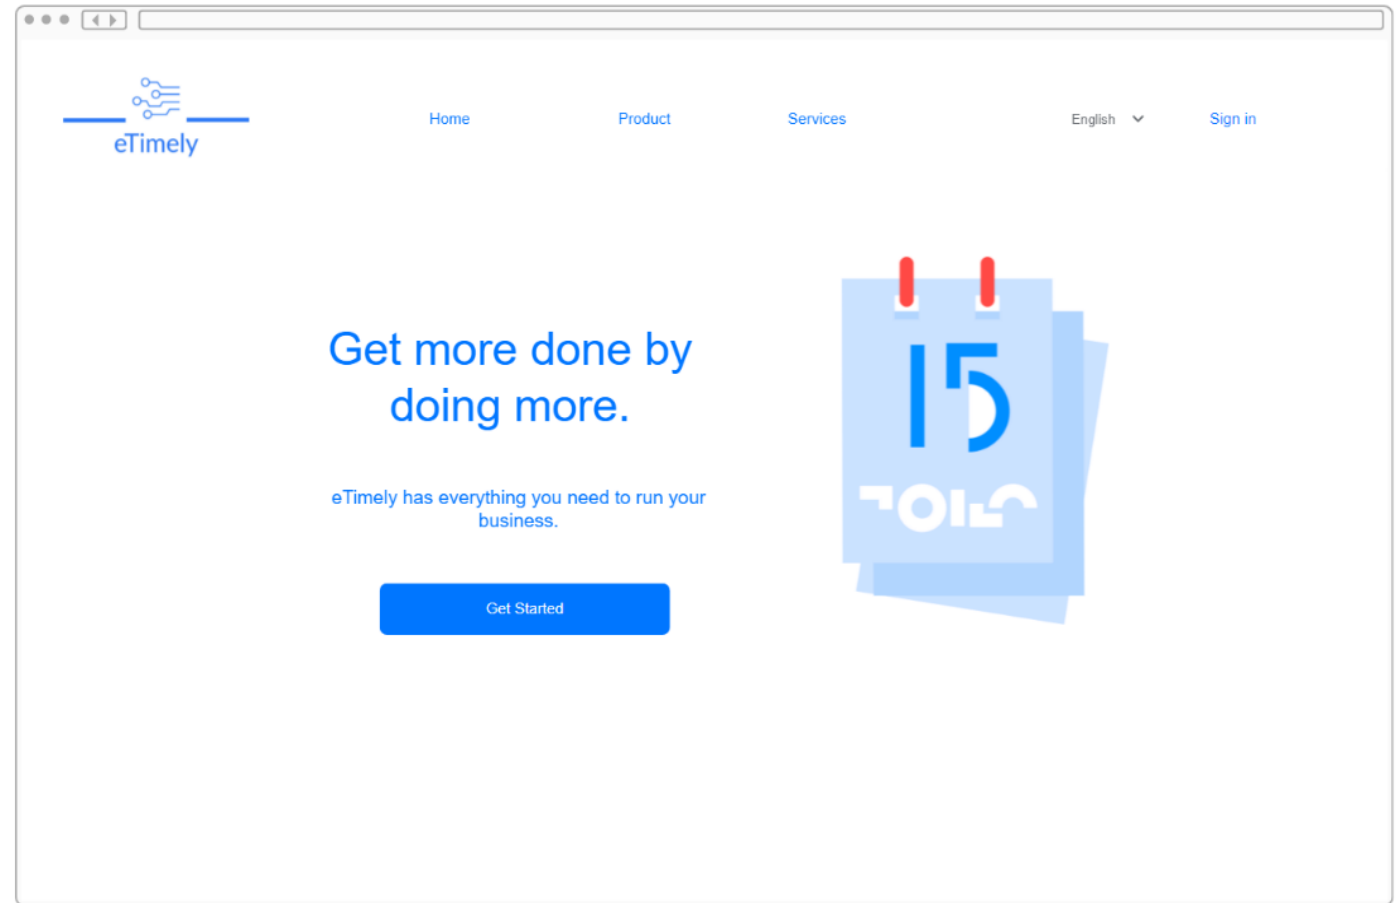 eTimely
Home
Product
Services
English
Sign in
Get more done by
doing more.
eTimely has everything you need to run your
business.
Get Started
15